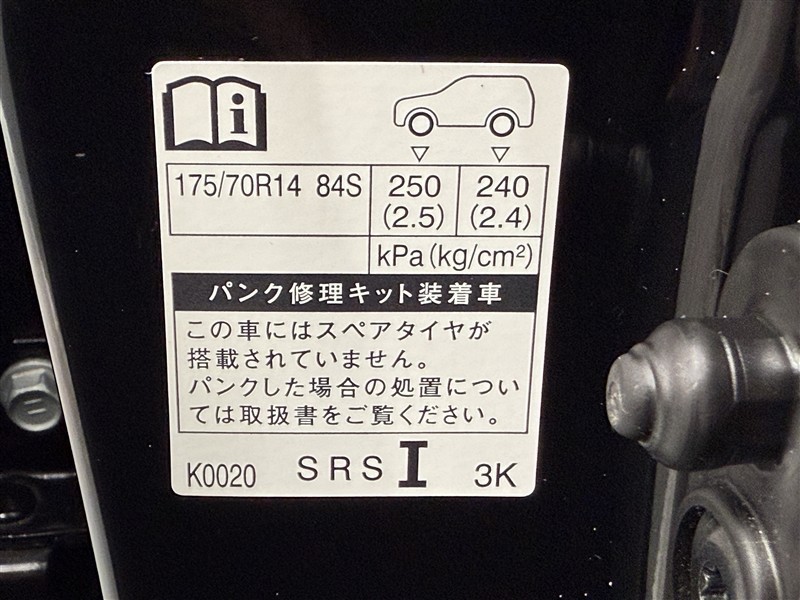 175/70R14 84S 250 240
(2.5) (2.4)
kPa(kg/cm²)
パンク修理キット装着車
この車にはスペアタイヤが
搭載されていません。
パンクした場合の処置につい
ては取扱書をご覧ください。
K0020 SRS I 3K